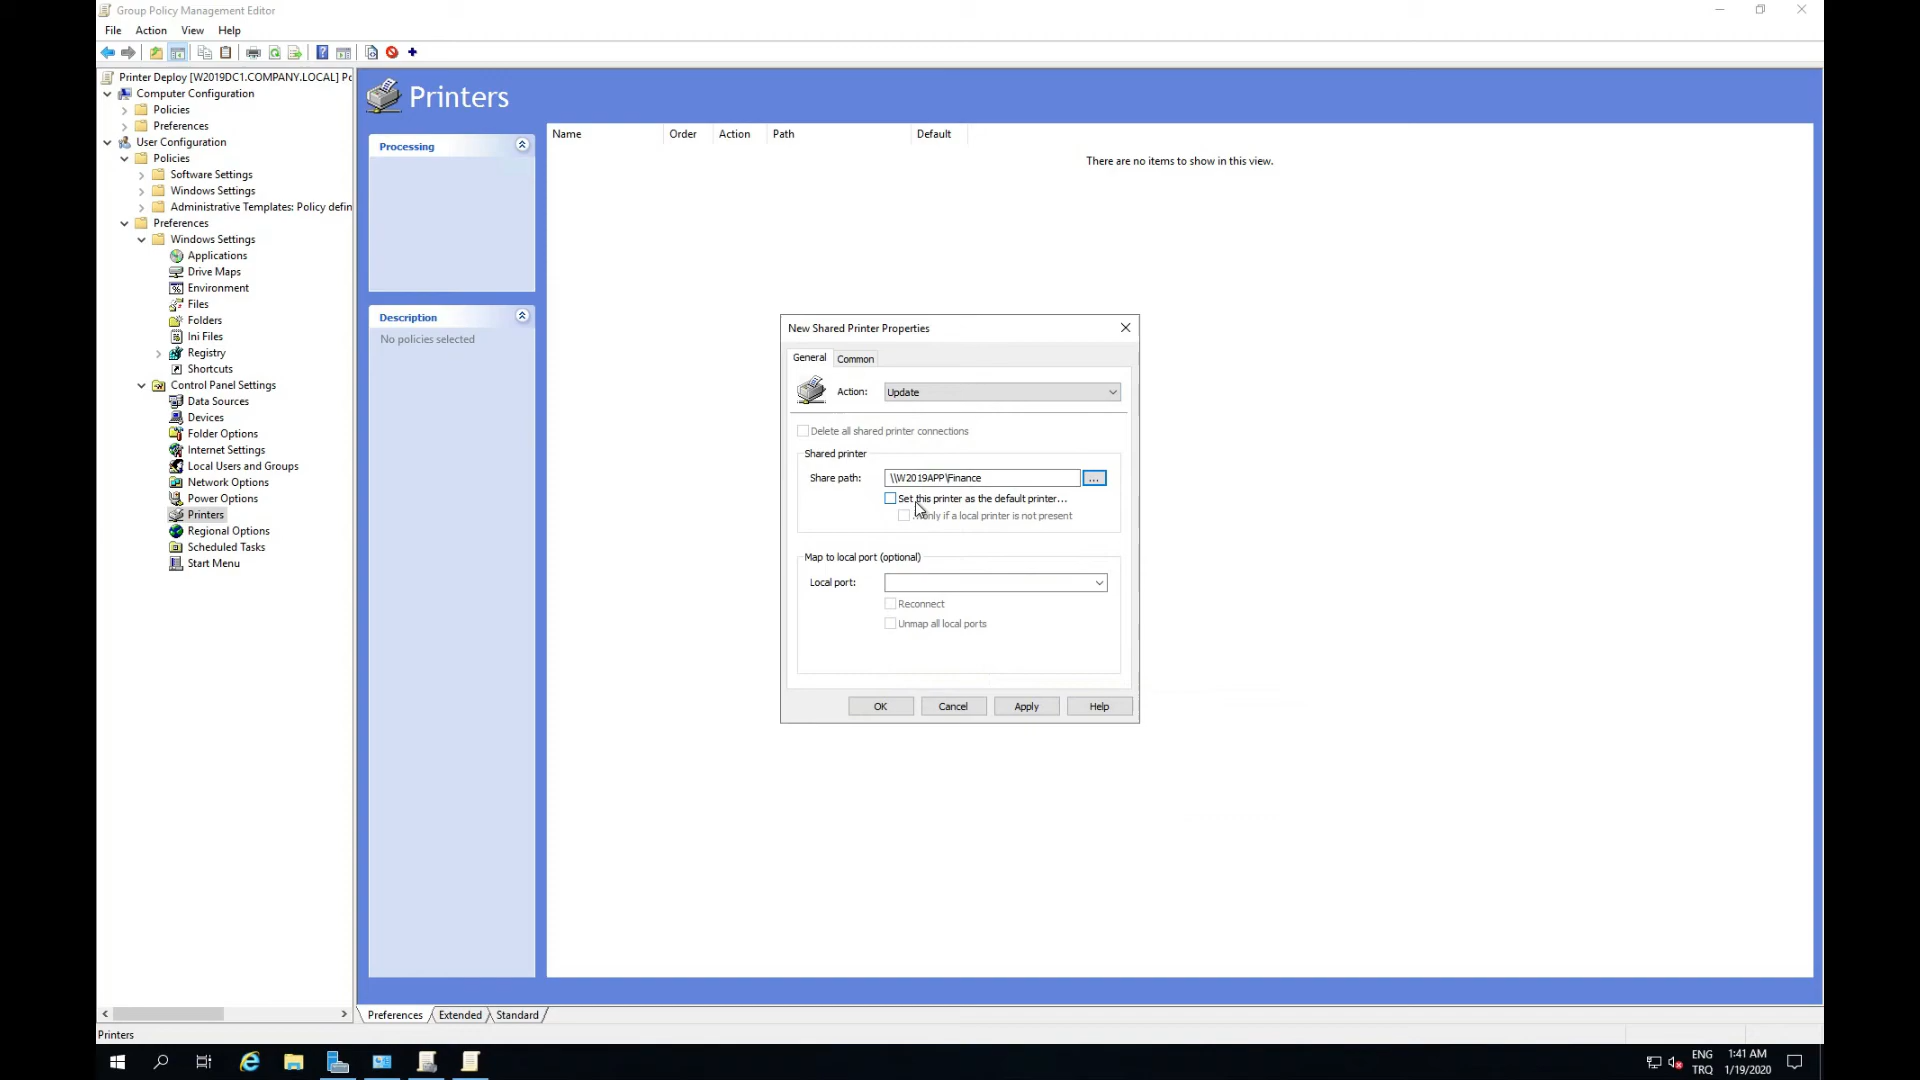 Group Policy Management Editor
File Action View Help
Printer Deploy [W2019DC1.COMPANY.LOCAL] Pc
Computer Configuration
Policies
Preferences
User Configuration
Policies
Software Settings
Windows Settings
Administrative Templates: Policy defin
Preferences
Windows Settings
Applications
Drive Maps
Environment
Files
Folders
Ini Files
Registry
Shortcuts
Control Panel Settings
Data Sources
Devices
Folder Options
Internet Settings
Local Users and Groups
Network Options
Power Options
Printers
Regional Options
Scheduled Tasks
Start Menu
Printers
Processing
Description
No policies selected
Name Order Action Path Default
There are no items to show in this view.
New Shared Printer Properties
General Common
Action: Update
Delete all shared printer connections
Shared printer
Share path: \\W2019APP\Finance ...
Set this printer as the default printer...
only if a local printer is not present
Map to local port (optional)
Local port:
Reconnect
Unmap all local ports
OK Cancel Apply Help
Preferences Extended Standard
Printers
ENG 1:41 AM
TRQ 1/19/2020